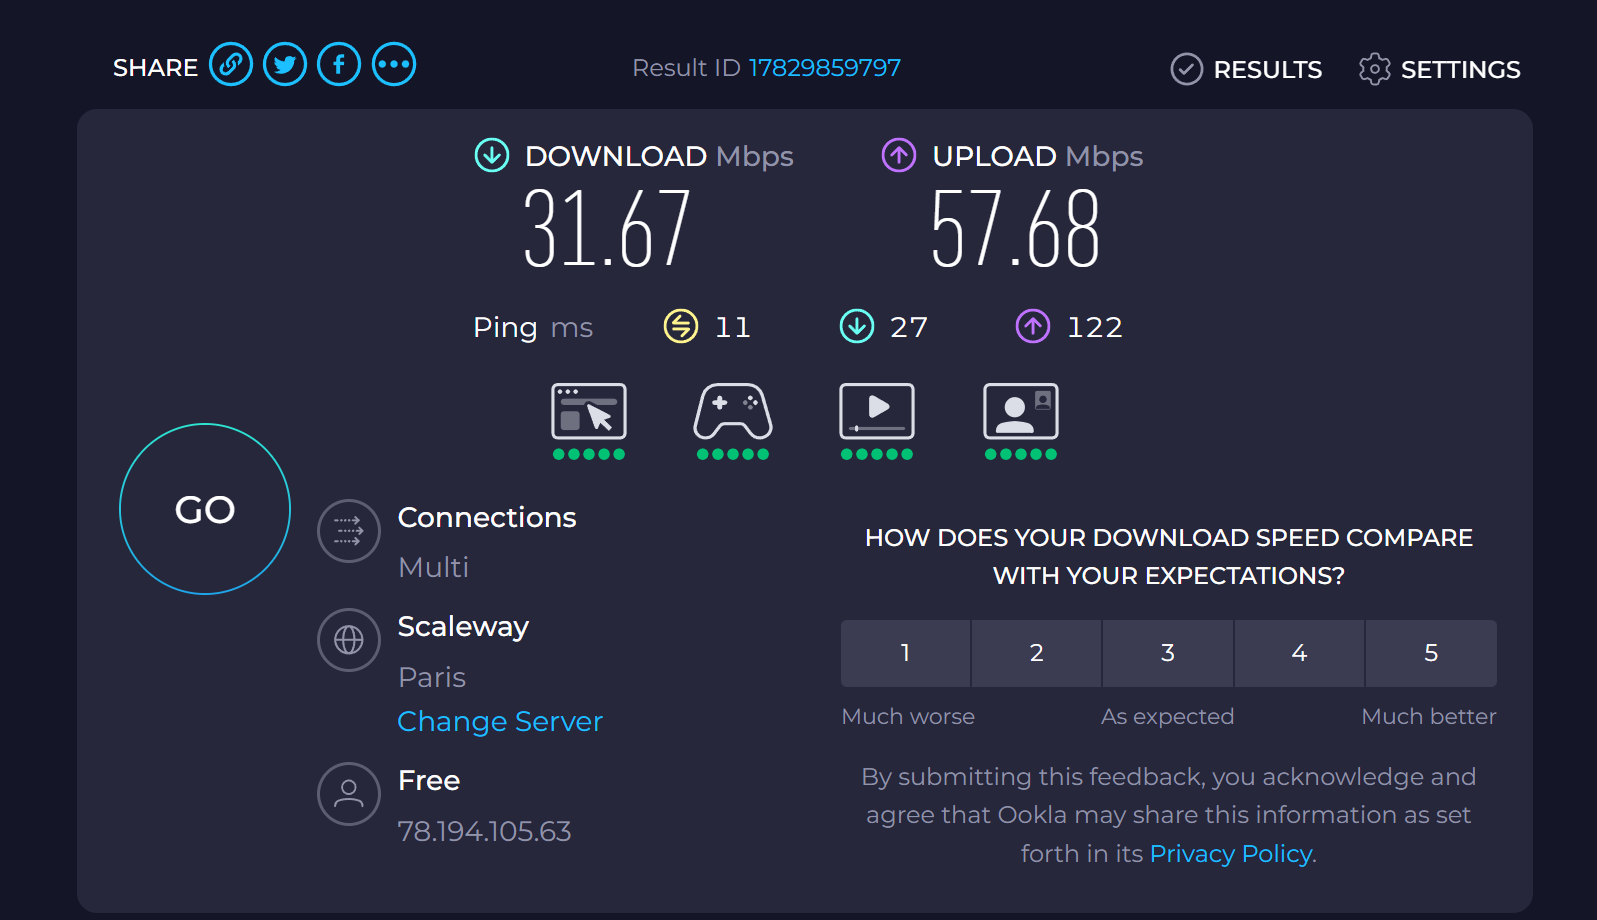 SHARE
Result ID 17829859797
RESULTS
SETTINGS
DOWNLOAD Mbps
31.67
UPLOAD Mbps
57.68
Ping ms 11 27 122
GO
Connections
Multi
Scaleway
Paris
Change Server
Free
78.194.105.63
HOW DOES YOUR DOWNLOAD SPEED COMPARE
WITH YOUR EXPECTATIONS?
1 2 3 4 5
Much worse As expected Much better
By submitting this feedback, you acknowledge and
agree that Ookla may share this information as set
forth in its Privacy Policy.